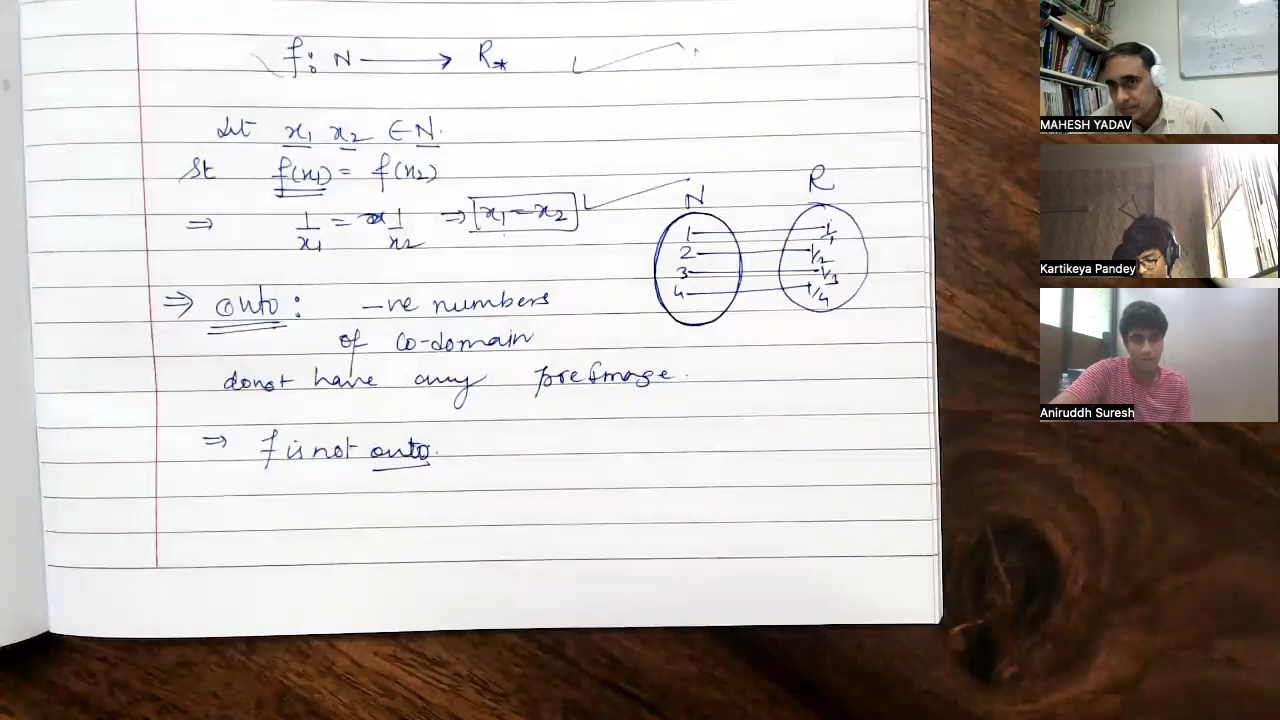 f: N ⟶ R*
Let x₁ x₂ ∈ N.
St f(x₁) = f(x₂)
⇒ 1/x₁ = 1/x₂ ⇒ x₁ = x₂
N R
1 1/1
2 1/2
3 1/3
4 1/4
⇒ onto: -ve numbers
of co-domain
donot have any preimage.
⇒ f is not onto.
MAHESH YADAV
Kartikeya Pandey
Aniruddh Suresh